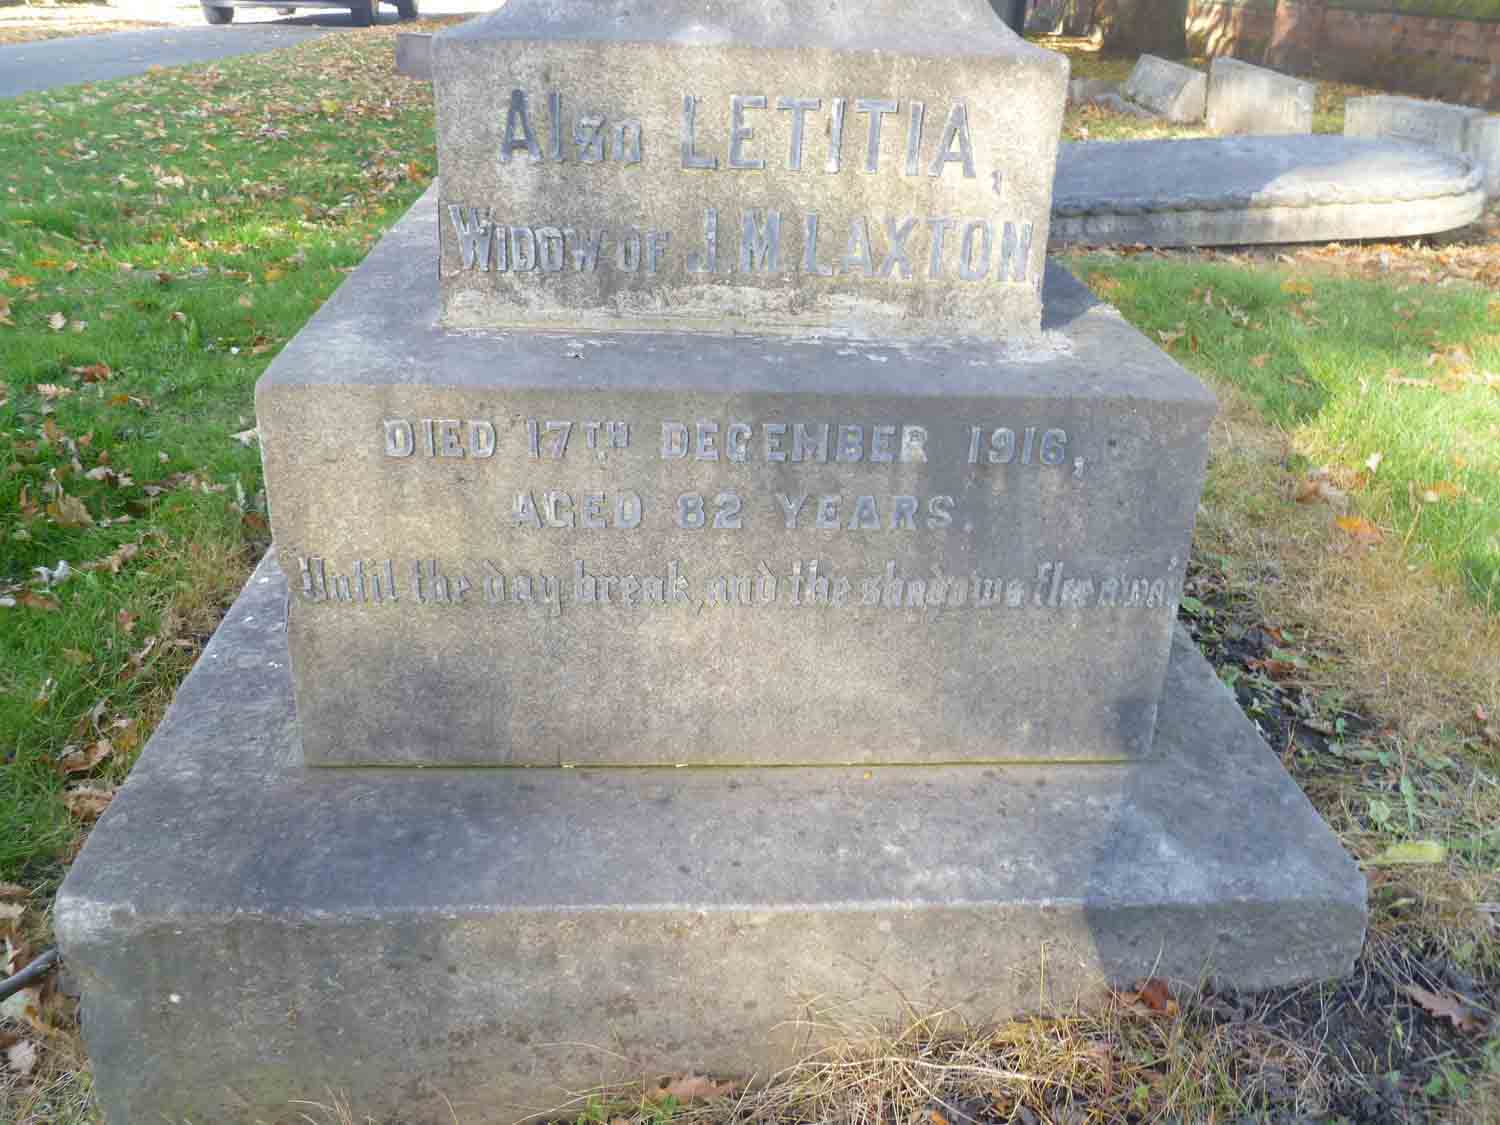 Also LETITIA,
WIDOW OF J. M. LAXTON
DIED 17TH DECEMBER 1916,
AGED 82 YEARS.
"Until the day break, and the shadows flee away"